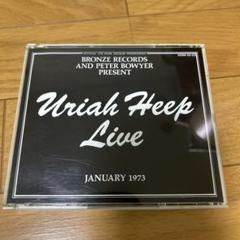 BRONZE RECORDS
AND PETER BOWYER
PRESENT
Uriah Heep
Live
JANUARY 1973